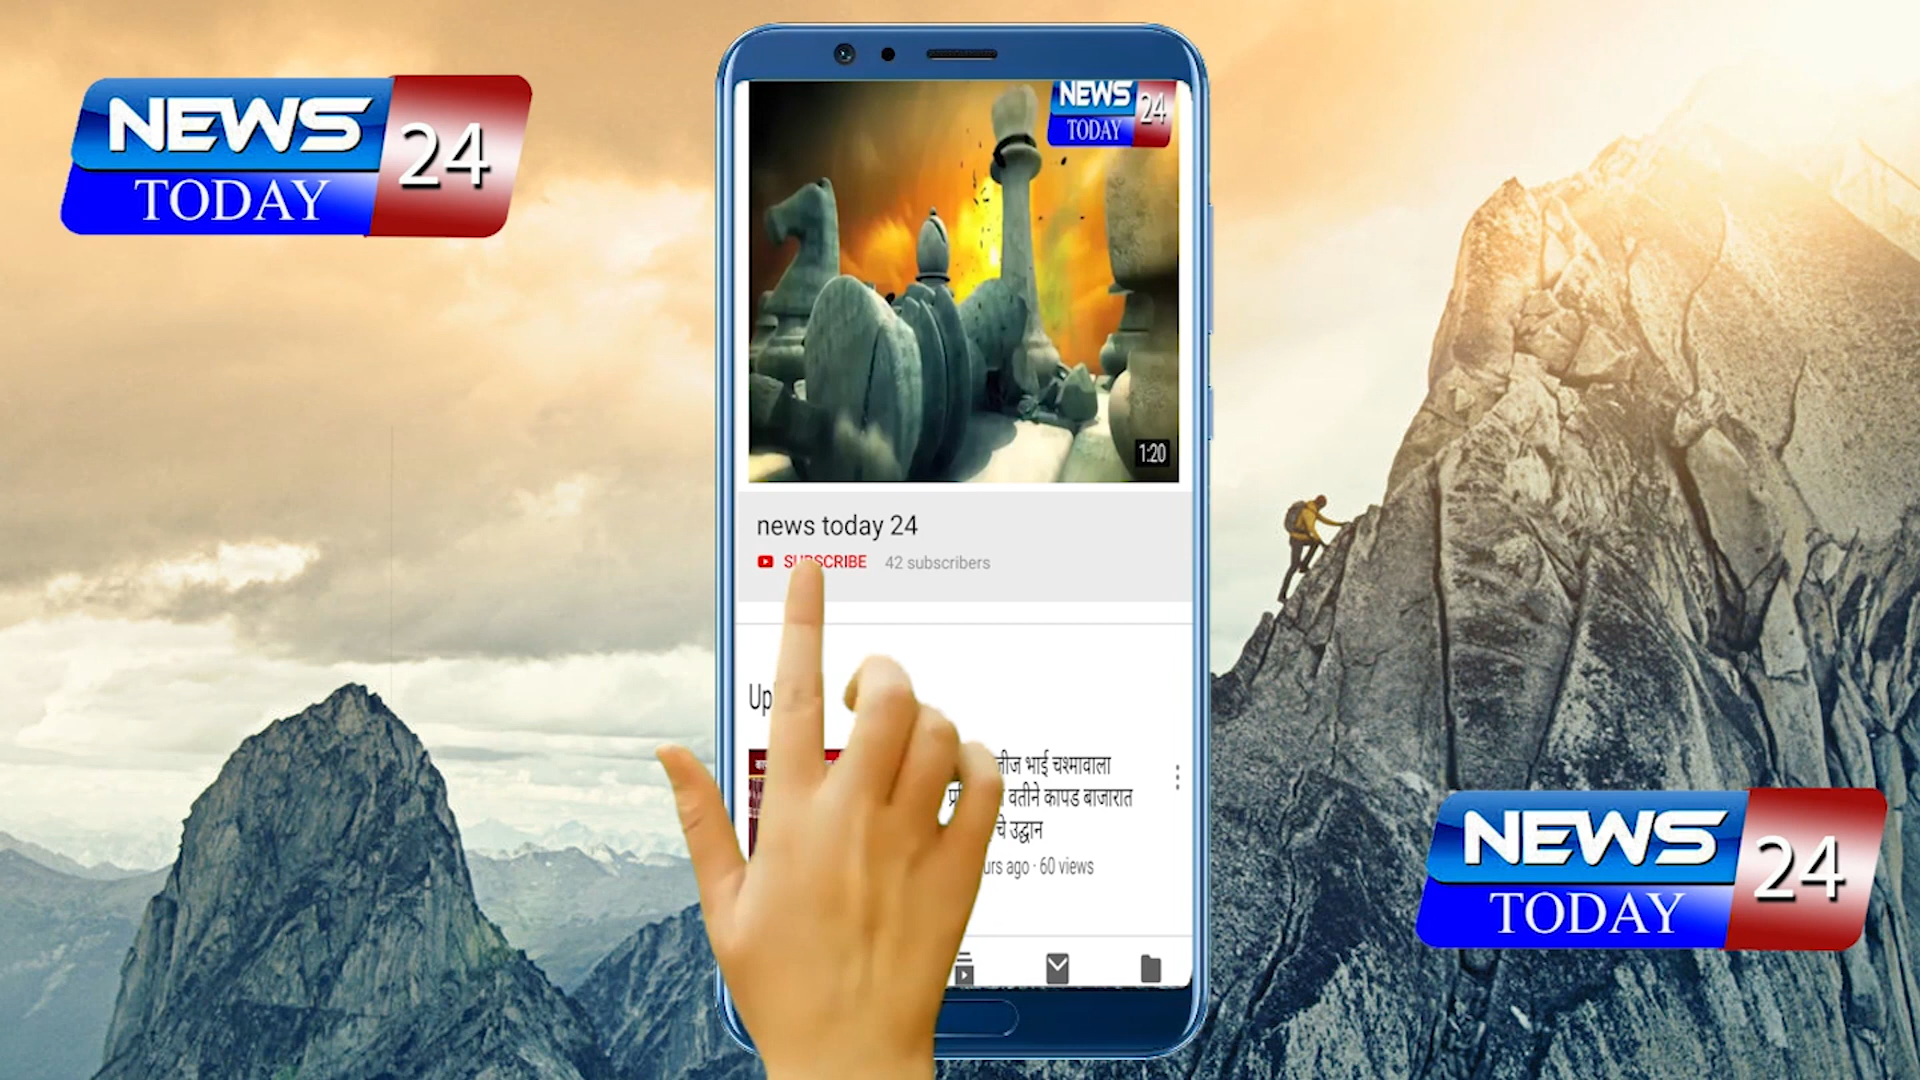 NEWS
TODAY
24
NEWS
TODAY
24
1:20
news today 24
SUBSCRIBE 42 subscribers
भाई चश्मावाला
वतीने कापड बाजारात
चे उद्घान
ago · 60 views
NEWS
TODAY
24